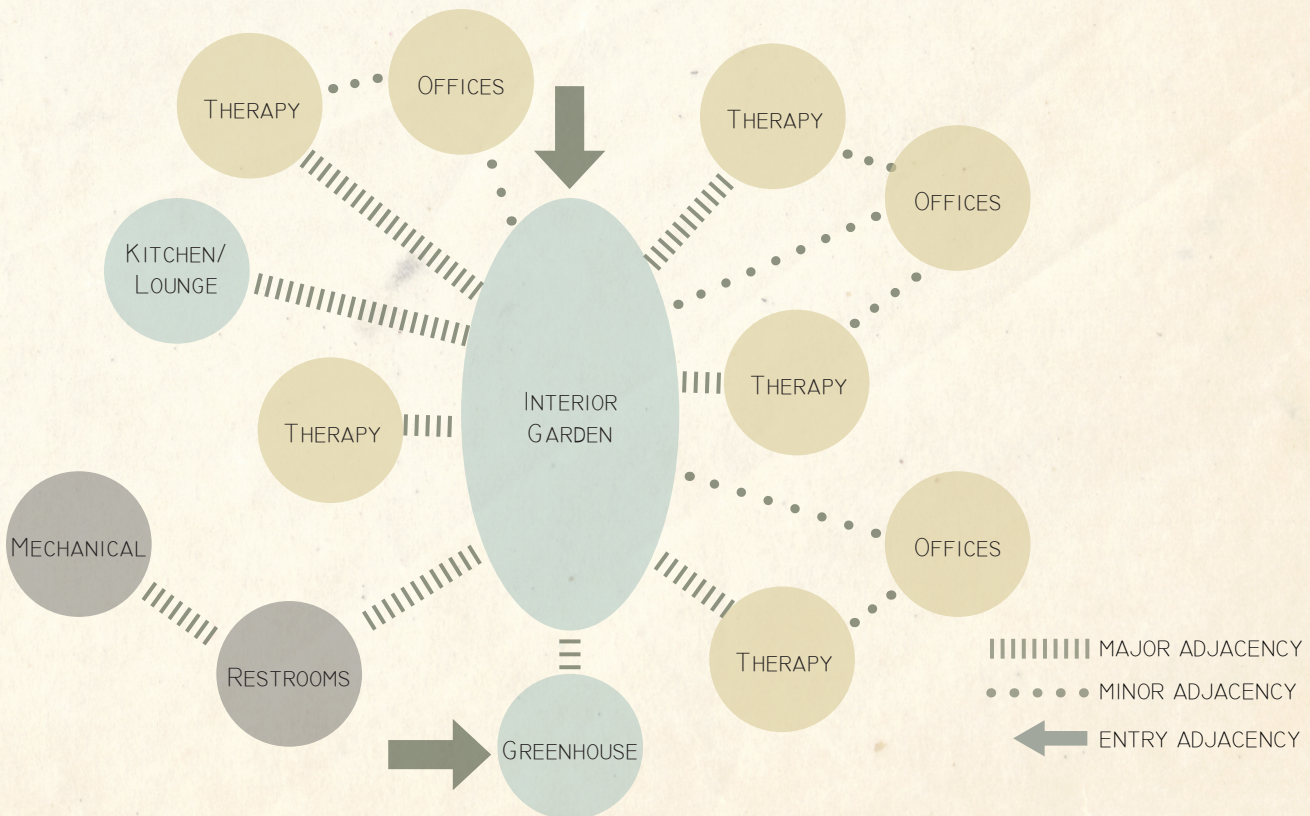 Therapy
Offices
Therapy
Offices
Kitchen/
Lounge
Therapy
Interior
Garden
Therapy
Mechanical
Offices
Restrooms
Therapy
Greenhouse
MAJOR ADJACENCY
MINOR ADJACENCY
ENTRY ADJACENCY